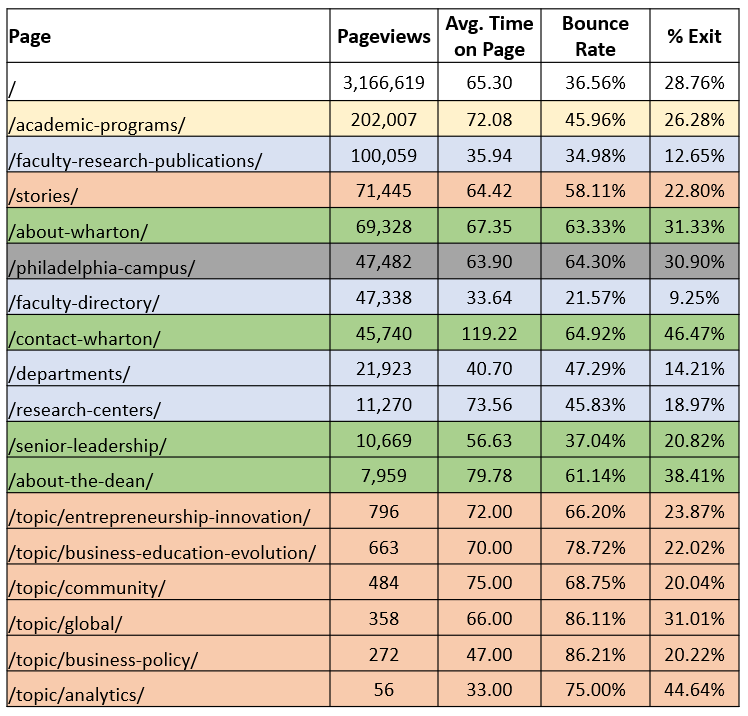 Page Pageviews Avg. Time on Page Bounce Rate % Exit
/ 3,166,619 65.30 36.56% 28.76%
/academic-programs/ 202,007 72.08 45.96% 26.28%
/faculty-research-publications/ 100,059 35.94 34.98% 12.65%
/stories/ 71,445 64.42 58.11% 22.80%
/about-wharton/ 69,328 67.35 63.33% 31.33%
/philadelphia-campus/ 47,482 63.90 64.30% 30.90%
/faculty-directory/ 47,338 33.64 21.57% 9.25%
/contact-wharton/ 45,740 119.22 64.92% 46.47%
/departments/ 21,923 40.70 47.29% 14.21%
/research-centers/ 11,270 73.56 45.83% 18.97%
/senior-leadership/ 10,669 56.63 37.04% 20.82%
/about-the-dean/ 7,959 79.78 61.14% 38.41%
/topic/entrepreneurship-innovation/ 796 72.00 66.20% 23.87%
/topic/business-education-evolution/ 663 70.00 78.72% 22.02%
/topic/community/ 484 75.00 68.75% 20.04%
/topic/global/ 358 66.00 86.11% 31.01%
/topic/business-policy/ 272 47.00 86.21% 20.22%
/topic/analytics/ 56 33.00 75.00% 44.64%